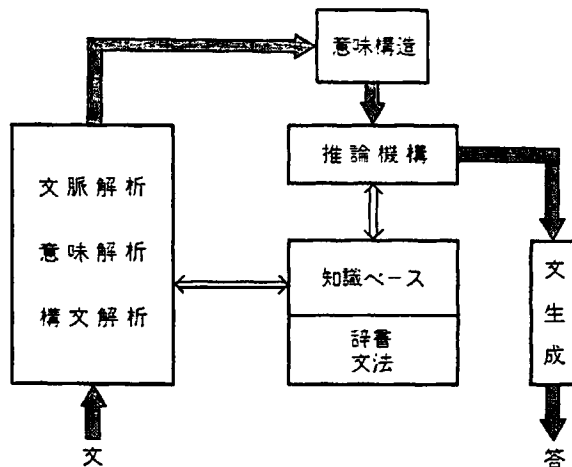 意味構造
推論機構
文脈解析
意味解析
構文解析
知識ベース
辞書
文法
文生成
文
答